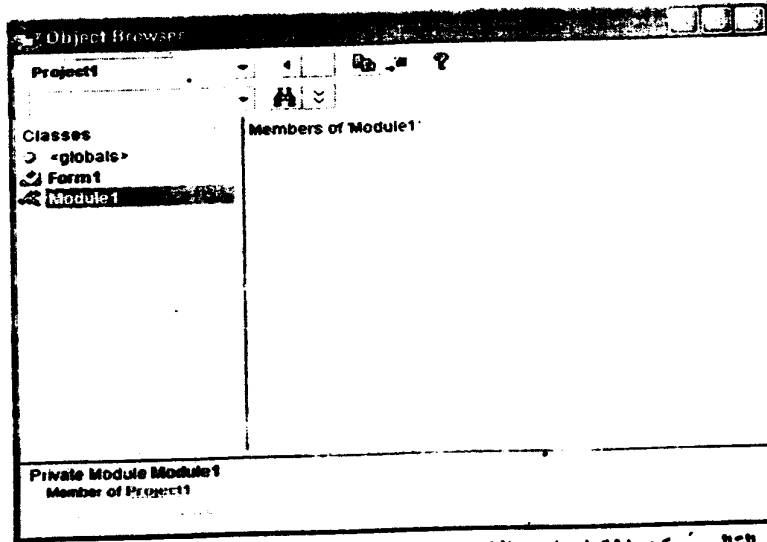 Object Browser
Project1
Classes
Members of 'Module1'
<globals>
Form1
Module1
Private Module Module1
Member of Project1